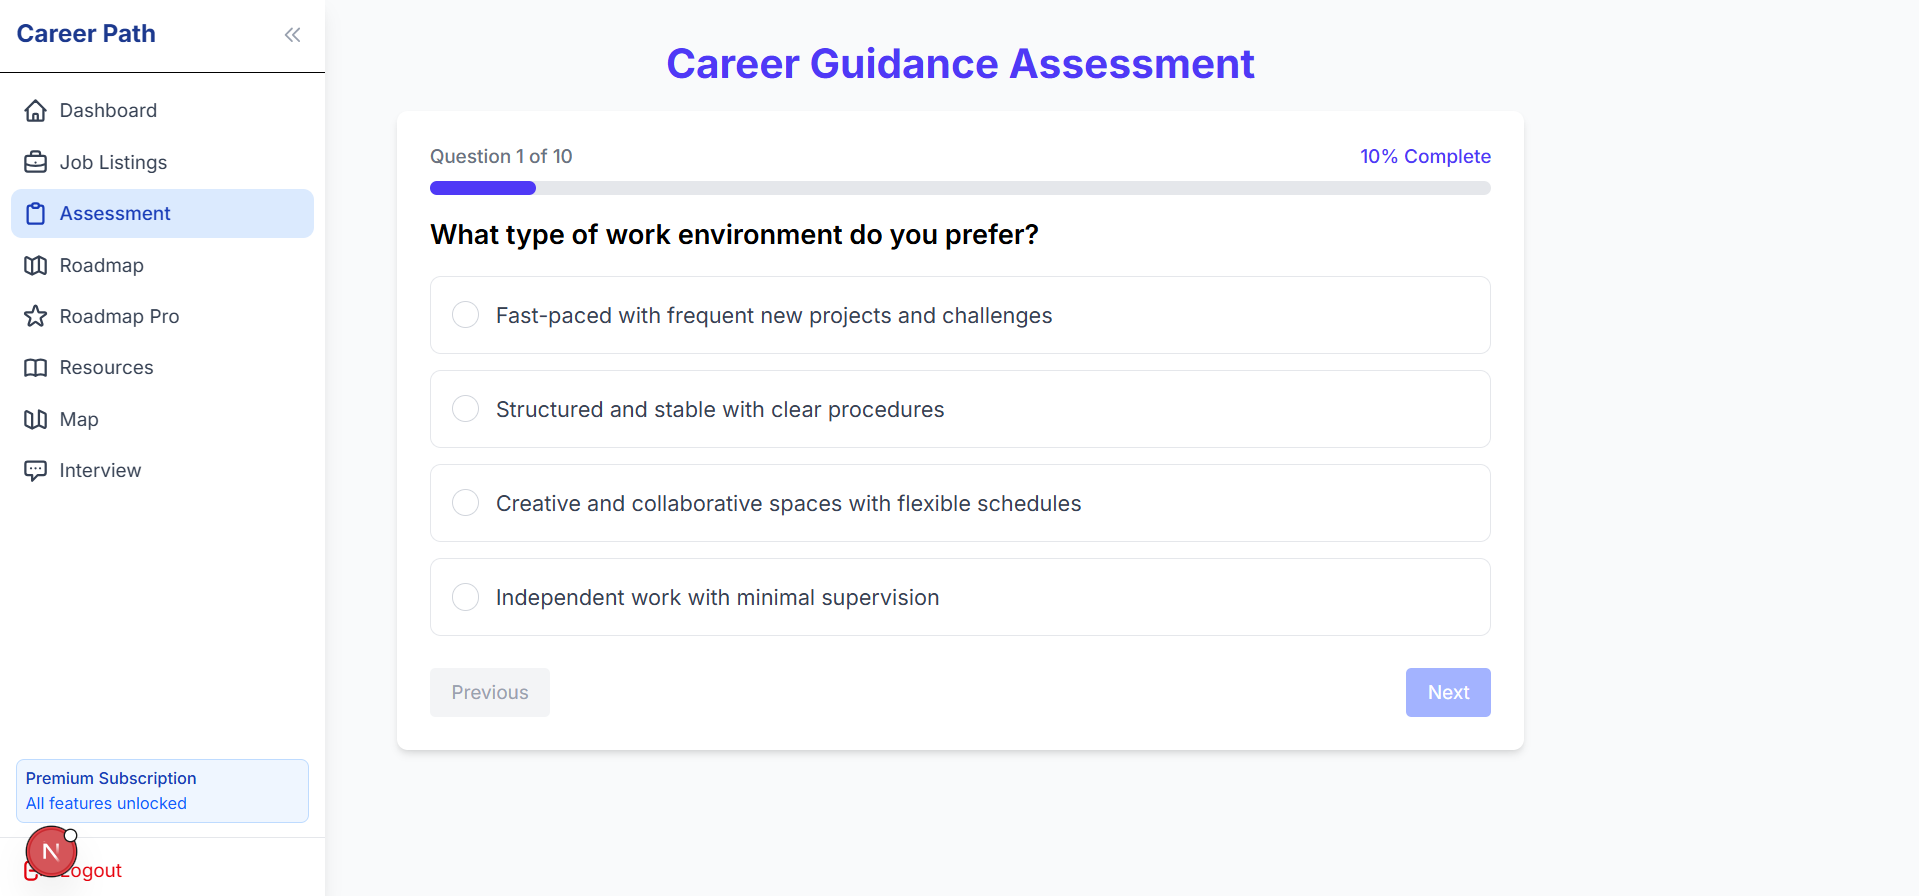 Career Path
Dashboard
Job Listings
Assessment
Roadmap
Roadmap Pro
Resources
Map
Interview
Premium Subscription
All features unlocked
N
Logout
Career Guidance Assessment
Question 1 of 10
10% Complete
What type of work environment do you prefer?
Fast-paced with frequent new projects and challenges
Structured and stable with clear procedures
Creative and collaborative spaces with flexible schedules
Independent work with minimal supervision
Previous
Next